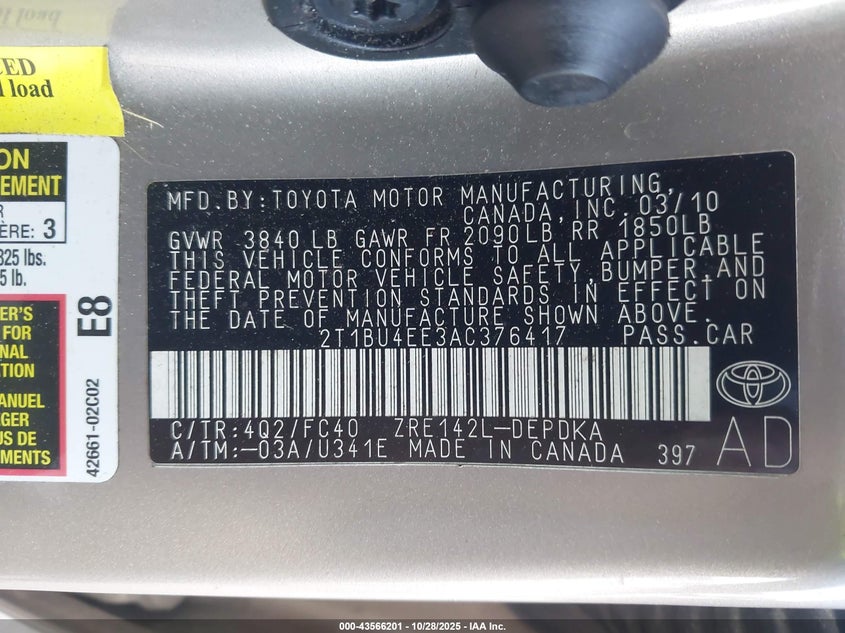 CED
l load
ON
EMENT
R
ÈRE: 3
325 lbs.
5 lb.
ER'S
FOR
NAL
TION
ANUEL
GER
US DE
MENTS
E8
42661-02C02
MFD.BY:TOYOTA MOTOR MANUFACTURING,
CANADA,INC.03/10
GVWR 3840LB GAWR FR 2090LB,RR 1850LB
THIS VEHICLE CONFORMS TO ALL APPLICABLE
FEDERAL MOTOR VEHICLE SAFETY,BUMPER,AND
THEFT PREVENTION STANDARDS IN EFFECT ON
THE DATE OF MANUFACTURE SHOWN ABOVE.
2T1BU4EE3AC376417 PASS.CAR
C/TR:4Q2/FC40 ZRE142L-DEPDKA
A/TM:-03A/U341E MADE IN CANADA 397
AD
000-43566201 - 10/28/2025 - IAA Inc.